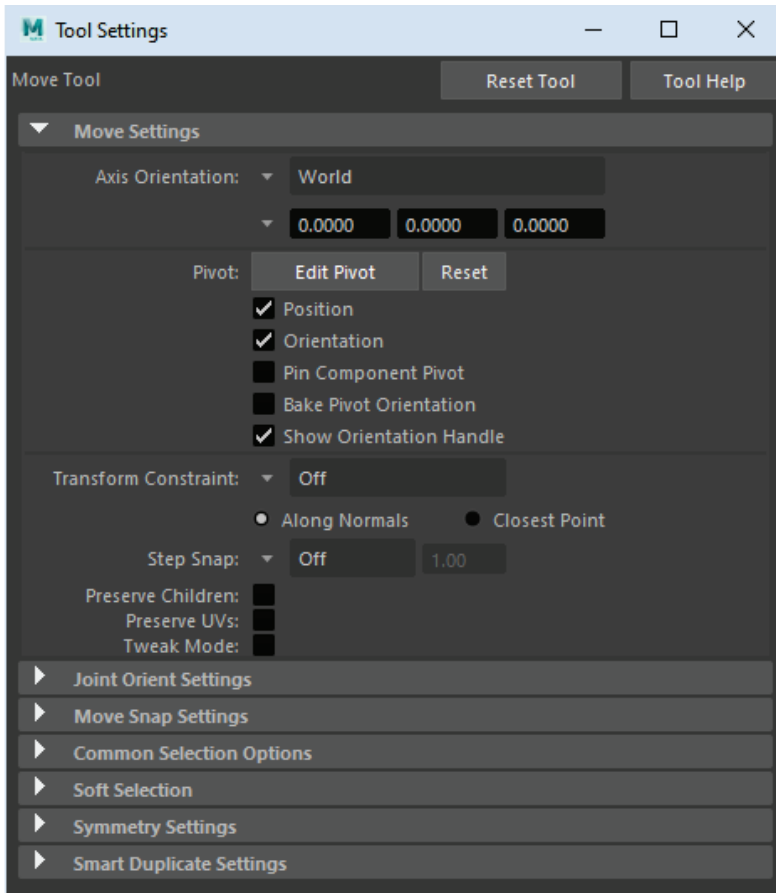 Tool Settings
Move Tool Reset Tool Tool Help
Move Settings
Axis Orientation: World
0.0000 0.0000 0.0000
Pivot: Edit Pivot Reset
Position
Orientation
Pin Component Pivot
Bake Pivot Orientation
Show Orientation Handle
Transform Constraint: Off
Along Normals Closest Point
Step Snap: Off 1.00
Preserve Children:
Preserve UVs:
Tweak Mode:
Joint Orient Settings
Move Snap Settings
Common Selection Options
Soft Selection
Symmetry Settings
Smart Duplicate Settings